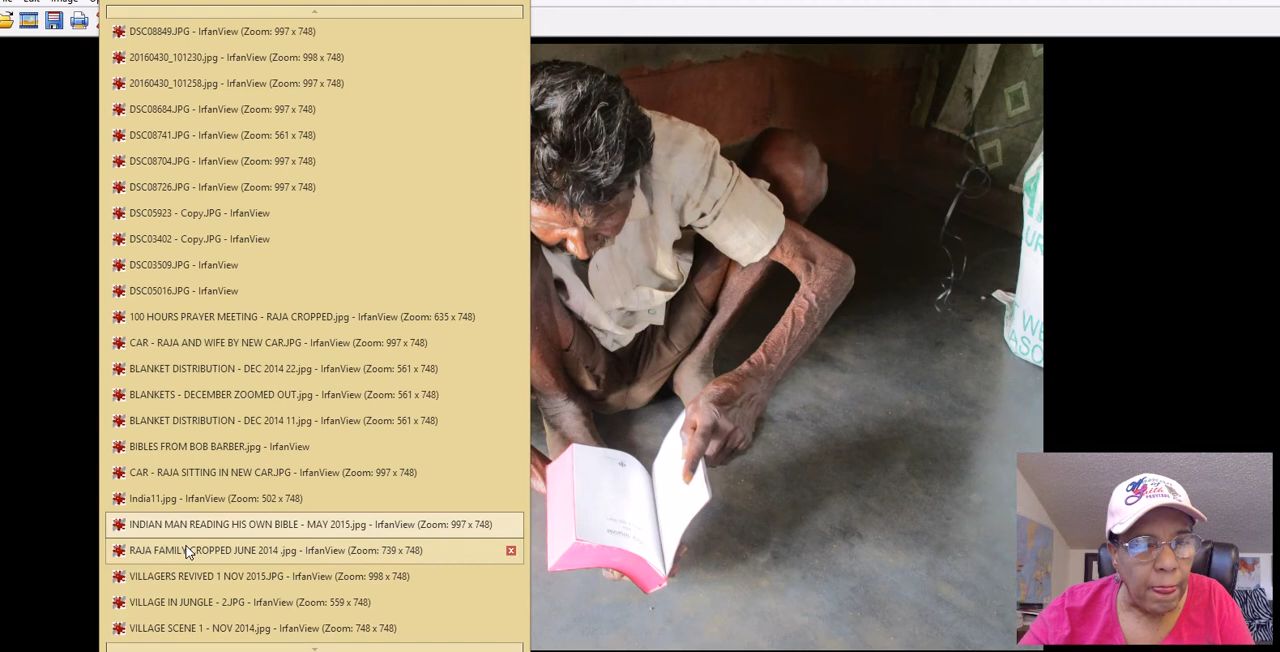 DSC08849.JPG - IrfanView (Zoom: 997 x 748)
20160430_101230.jpg - IrfanView (Zoom: 998 x 748)
20160430_101258.jpg - IrfanView (Zoom: 997 x 748)
DSC08684.JPG - IrfanView (Zoom: 997 x 748)
DSC08741.JPG - IrfanView (Zoom: 561 x 748)
DSC08704.JPG - IrfanView (Zoom: 997 x 748)
DSC08726.JPG - IrfanView (Zoom: 997 x 748)
DSC05923 - Copy.JPG - IrfanView
DSC03402 - Copy.JPG - IrfanView
DSC03509.JPG - IrfanView
DSC05016.JPG - IrfanView
100 HOURS PRAYER MEETING - RAJA CROPPED.jpg - IrfanView (Zoom: 635 x 748)
CAR - RAJA AND WIFE BY NEW CAR.JPG - IrfanView (Zoom: 997 x 748)
BLANKET DISTRIBUTION - DEC 2014 22.jpg - IrfanView (Zoom: 561 x 748)
BLANKETS - DECEMBER ZOOMED OUT.jpg - IrfanView (Zoom: 561 x 748)
BLANKET DISTRIBUTION - DEC 2014 11.jpg - IrfanView (Zoom: 561 x 748)
BIBLES FROM BOB BARBER.jpg - IrfanView
CAR - RAJA SITTING IN NEW CAR.JPG - IrfanView (Zoom: 997 x 748)
India11.jpg - IrfanView (Zoom: 502 x 748)
INDIAN MAN READING HIS OWN BIBLE - MAY 2015.jpg - IrfanView (Zoom: 997 x 748)
RAJA FAMILY CROPPED JUNE 2014 .jpg - IrfanView (Zoom: 739 x 748)
VILLAGERS REVIVED 1 NOV 2015.JPG - IrfanView (Zoom: 998 x 748)
VILLAGE IN JUNGLE - 2.JPG - IrfanView (Zoom: 559 x 748)
VILLAGE SCENE 1 - NOV 2014.jpg - IrfanView (Zoom: 748 x 748)